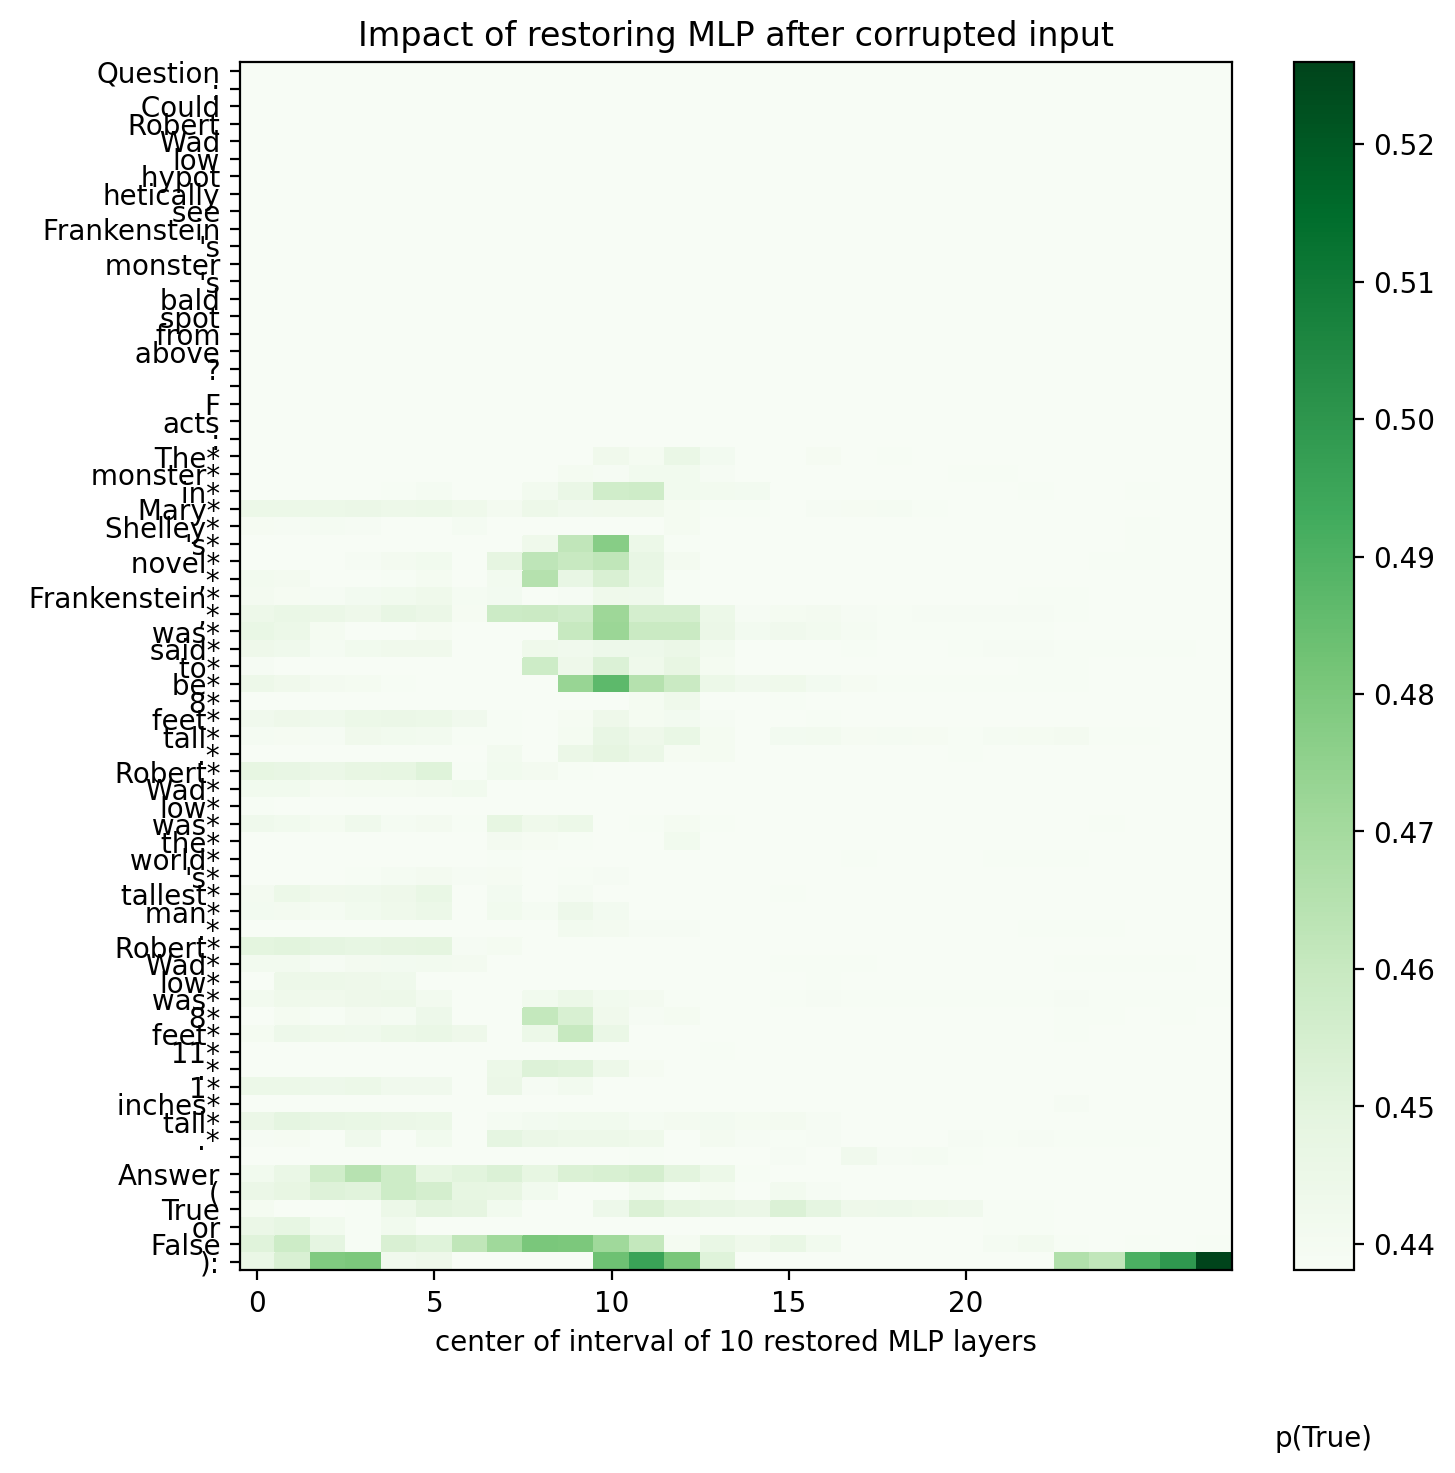 Impact of restoring MLP after corrupted input
Question
:
Could
Robert
Wad
low
hypot
hetically
see
Frankenstein
's
monster
's
bald
spot
from
above
?
F
acts
:
The*
monster*
in*
Mary*
Shelley*
's*
novel*
,*
Frankenstein*
,*
was*
said*
to*
be*
8*
feet*
tall*
.*
Robert*
Wad*
low*
was*
the*
world*
's*
tallest*
man*
.*
Robert*
Wad*
low*
was*
8*
feet*
11*
.*
1*
inches*
tall*
.*
Answer
(
True
or
False
):
0 5 10 15 20
center of interval of 10 restored MLP layers
0.52
0.51
0.50
0.49
0.48
0.47
0.46
0.45
0.44
p(True)